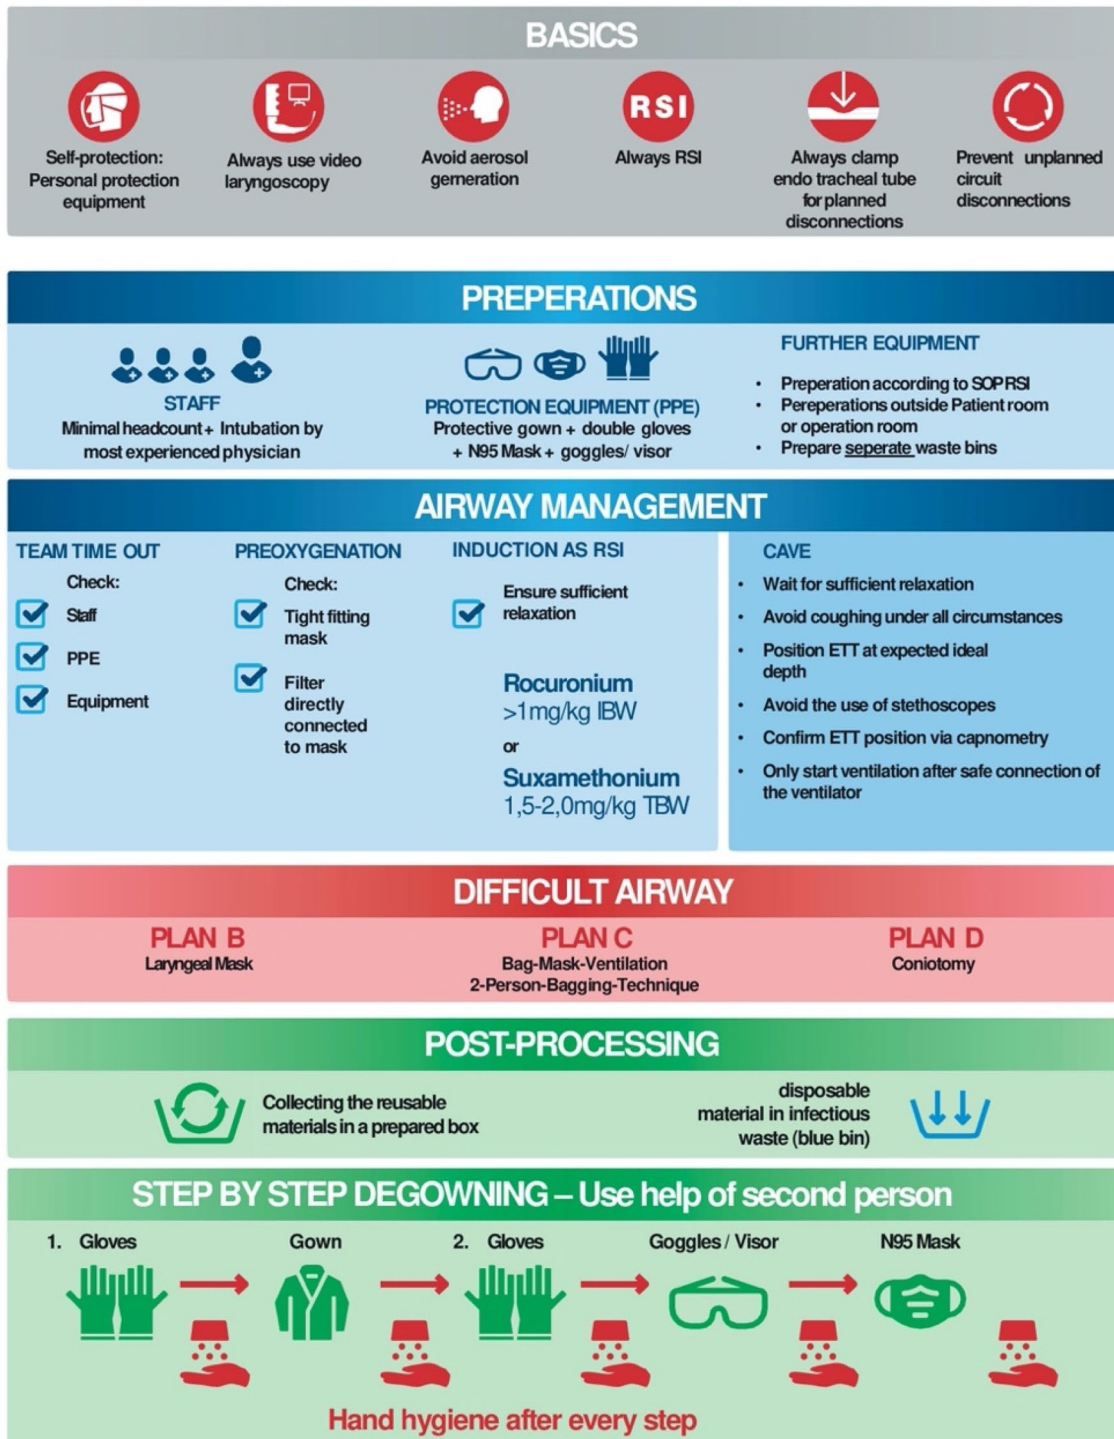 BASICS
RSI
Self-protection:
Personal protection
equipment
Always use video
laryngoscopy
Avoid aerosol
gerneration
Always RSI
Always clamp
endo tracheal tube
for planned
disconnections
Prevent unplanned
circuit
disconnections
PREPERATIONS
STAFF
Minimal headcount + Intubation by
most experienced physician
PROTECTION EQUIPMENT (PPE)
Protective gown + double gloves
+ N95 Mask + goggles/ visor
FURTHER EQUIPMENT
• Preperation according to SOP RSI
• Pereperations outside Patient room
or operation room
• Prepare seperate waste bins
AIRWAY MANAGEMENT
TEAM TIME OUT
Check:
Staff
PPE
Equipment
PREOXYGENATION
Check:
Tight fitting
mask
Filter
directly
connected
to mask
INDUCTION AS RSI
Ensure sufficient
relaxation
Rocuronium
>1mg/kg IBW
or
Suxamethonium
1,5-2,0mg/kg TBW
CAVE
• Wait for sufficient relaxation
• Avoid coughing under all circumstances
• Position ETT at expected ideal
depth
• Avoid the use of stethoscopes
• Confirm ETT position via capnometry
• Only start ventilation after safe connection of
the ventilator
DIFFICULT AIRWAY
PLAN B
Laryngeal Mask
PLAN C
Bag-Mask-Ventilation
2-Person-Bagging-Technique
PLAN D
Coniotomy
POST-PROCESSING
Collecting the reusable
materials in a prepared box
disposable
material in infectious
waste (blue bin)
STEP BY STEP DEGOWNING – Use help of second person
1. Gloves
Gown
2. Gloves
Goggles / Visor
N95 Mask
Hand hygiene after every step